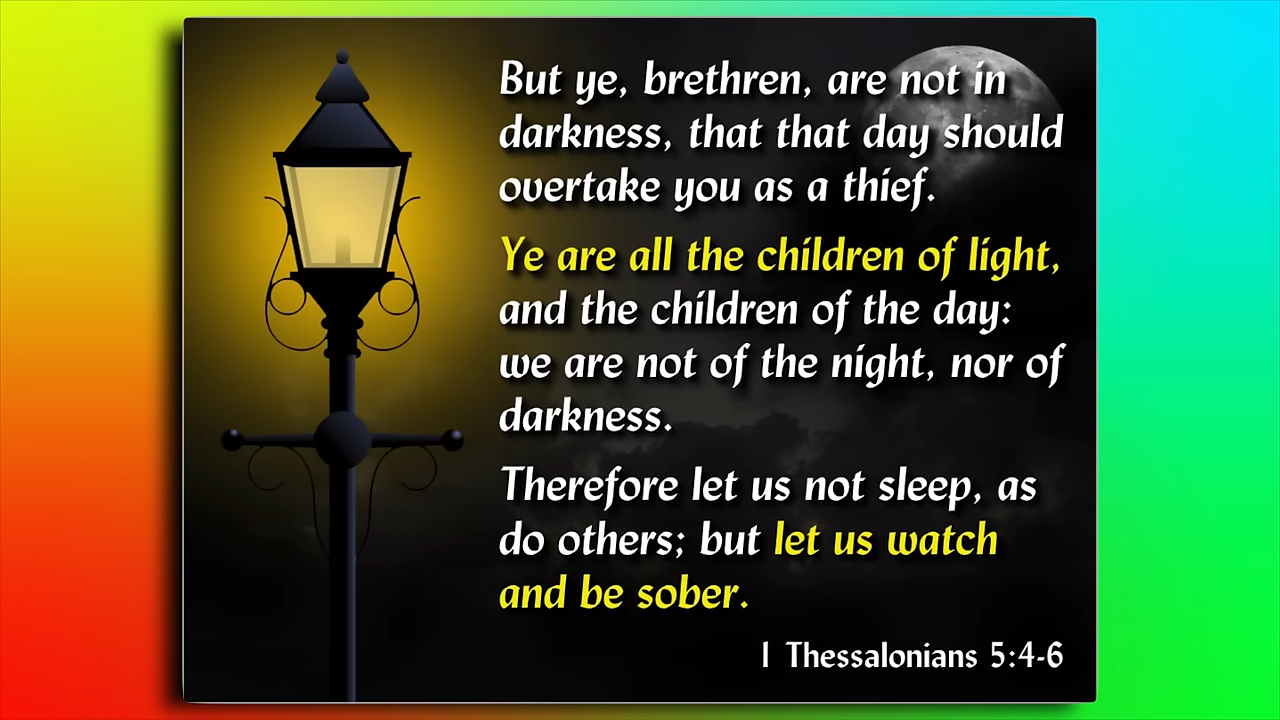 But ye, brethren, are not in
darkness, that that day should
overtake you as a thief.
Ye are all the children of light,
and the children of the day:
we are not of the night, nor of
darkness.
Therefore let us not sleep, as
do others; but let us watch
and be sober.
1 Thessalonians 5:4-6